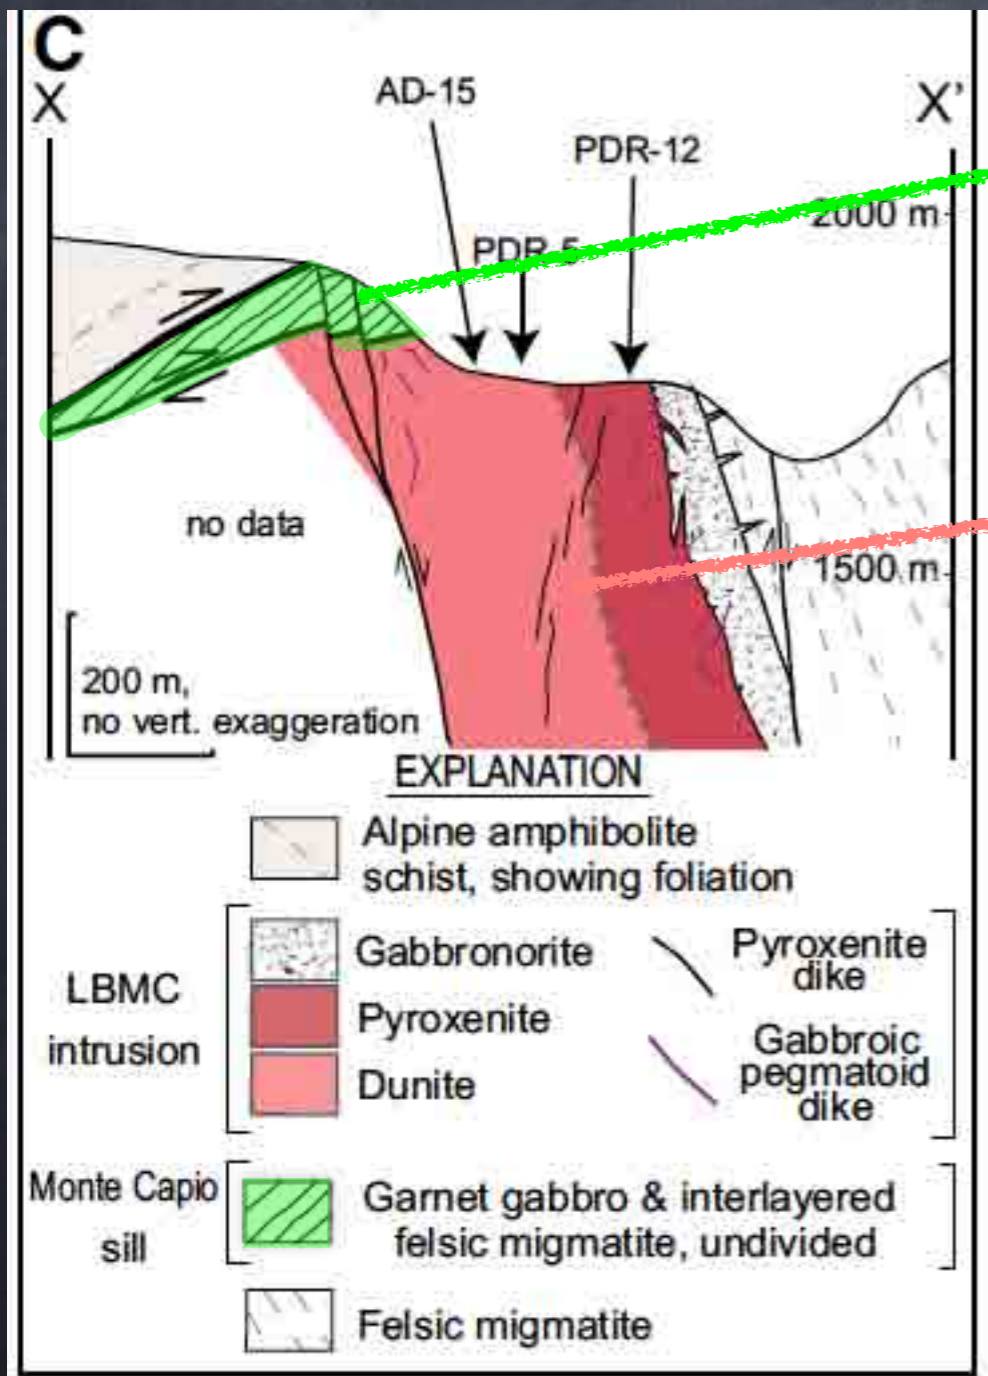 C
X
X'
AD-15
PDR-12
2000 m
PDR-5
no data
1500 m
200 m,
no vert. exaggeration
EXPLANATION
Alpine amphibolite
schist, showing foliation
LBMC
intrusion
Gabbronorite
Pyroxenite
Dunite
Pyroxenite
dike
Gabbroic
pegmatoid
dike
Monte Capio
sill
Garnet gabbro & interlayered
felsic migmatite, undivided
Felsic migmatite